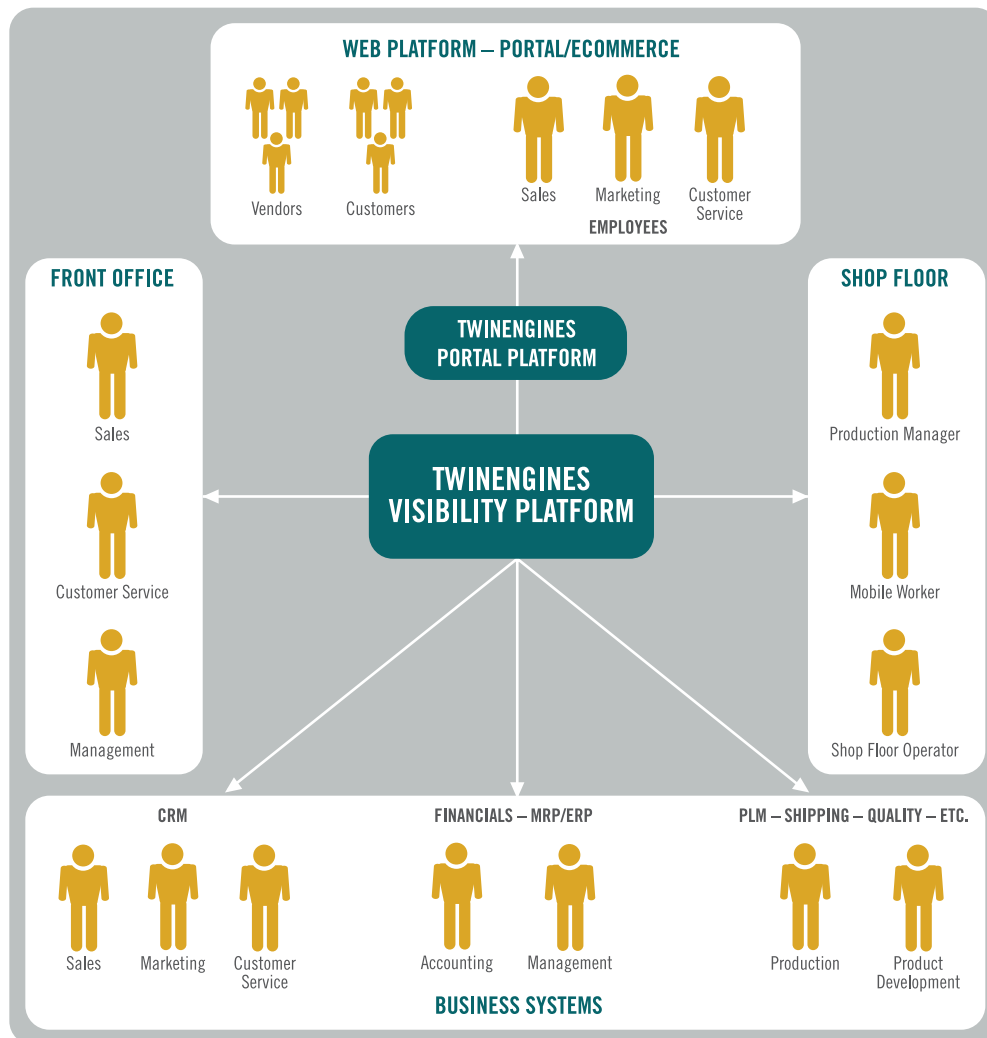 WEB PLATFORM – PORTAL/ECOMMERCE
Vendors
Customers
Sales
Marketing
Customer
Service
EMPLOYEES
FRONT OFFICE
Sales
Customer Service
Management
TWINENGINES
PORTAL PLATFORM
TWINENGINES
VISIBILITY PLATFORM
SHOP FLOOR
Production Manager
Mobile Worker
Shop Floor Operator
CRM
Sales
Marketing
Customer
Service
FINANCIALS – MRP/ERP
Accounting
Management
PLM – SHIPPING – QUALITY – ETC.
Production
Product
Development
BUSINESS SYSTEMS